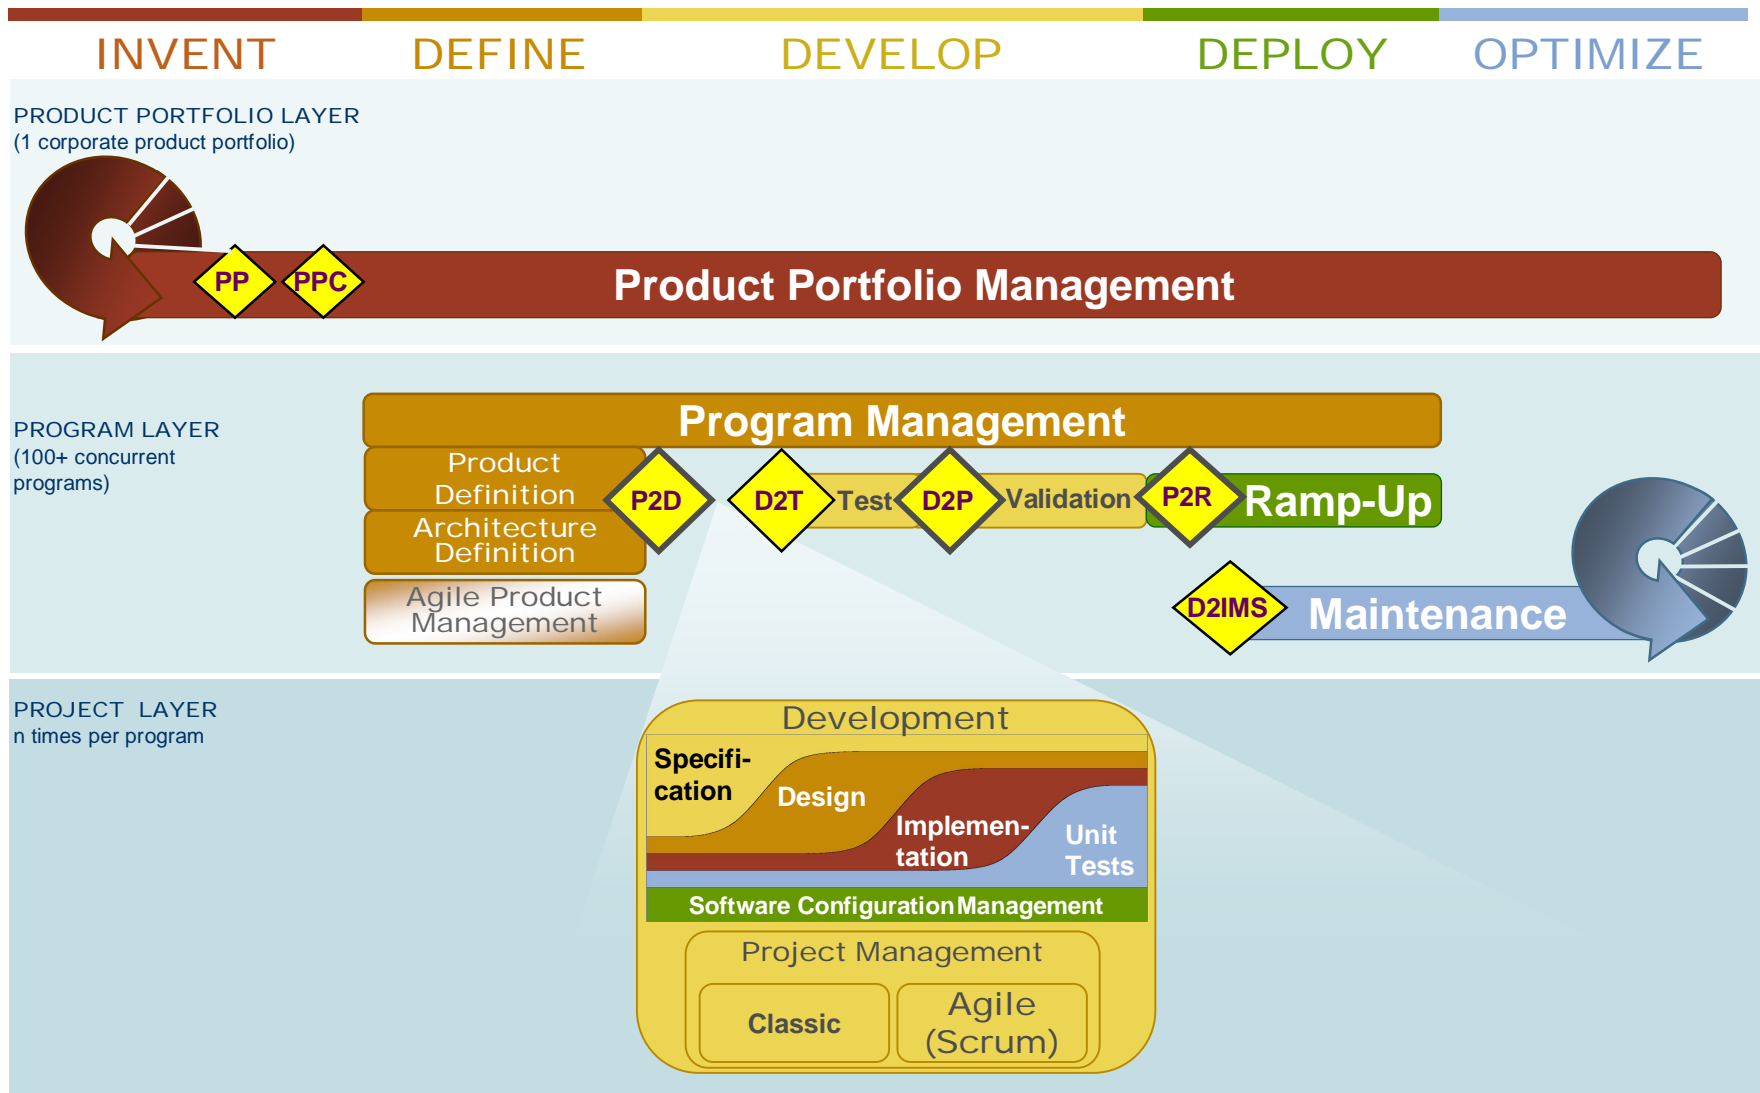 INVENT DEFINE DEVELOP DEPLOY OPTIMIZE
PRODUCT PORTFOLIO LAYER
(1 corporate product portfolio)
PP PPC Product Portfolio Management
PROGRAM LAYER
(100+ concurrent
programs)
Program Management
Product
Definition
Architecture
Definition
Agile Product
Management
P2D D2T Test D2P Validation P2R Ramp-Up
D2IMS Maintenance
PROJECT LAYER
n times per program
Development
Specifi-
cation
Design
Implemen-
tation
Unit
Tests
Software Configuration Management
Project Management
Classic
Agile
(Scrum)